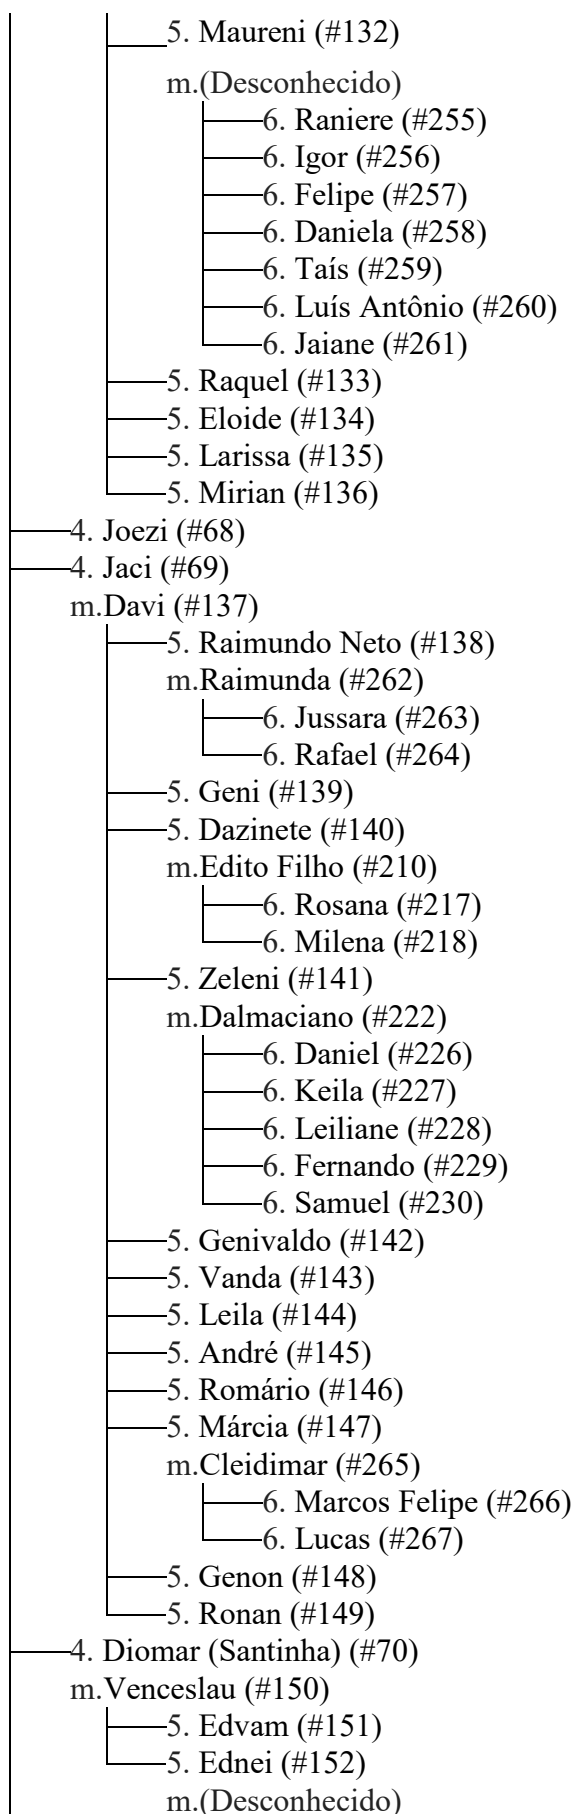 5. Maureni (#132)
m.(Desconhecido)
6. Raniere (#255)
6. Igor (#256)
6. Felipe (#257)
6. Daniela (#258)
6. Taís (#259)
6. Luís Antônio (#260)
6. Jaiane (#261)
5. Raquel (#133)
5. Eloide (#134)
5. Larissa (#135)
5. Mirian (#136)
4. Joezi (#68)
4. Jaci (#69)
m.Davi (#137)
5. Raimundo Neto (#138)
m.Raimunda (#262)
6. Jussara (#263)
6. Rafael (#264)
5. Geni (#139)
5. Dazinete (#140)
m.Edito Filho (#210)
6. Rosana (#217)
6. Milena (#218)
5. Zeleni (#141)
m.Dalmaciano (#222)
6. Daniel (#226)
6. Keila (#227)
6. Leiliane (#228)
6. Fernando (#229)
6. Samuel (#230)
5. Genivaldo (#142)
5. Vanda (#143)
5. Leila (#144)
5. André (#145)
5. Romário (#146)
5. Márcia (#147)
m.Cleidimar (#265)
6. Marcos Felipe (#266)
6. Lucas (#267)
5. Genon (#148)
5. Ronan (#149)
4. Diomar (Santinha) (#70)
m.Venceslau (#150)
5. Edvam (#151)
5. Ednei (#152)
m.(Desconhecido)